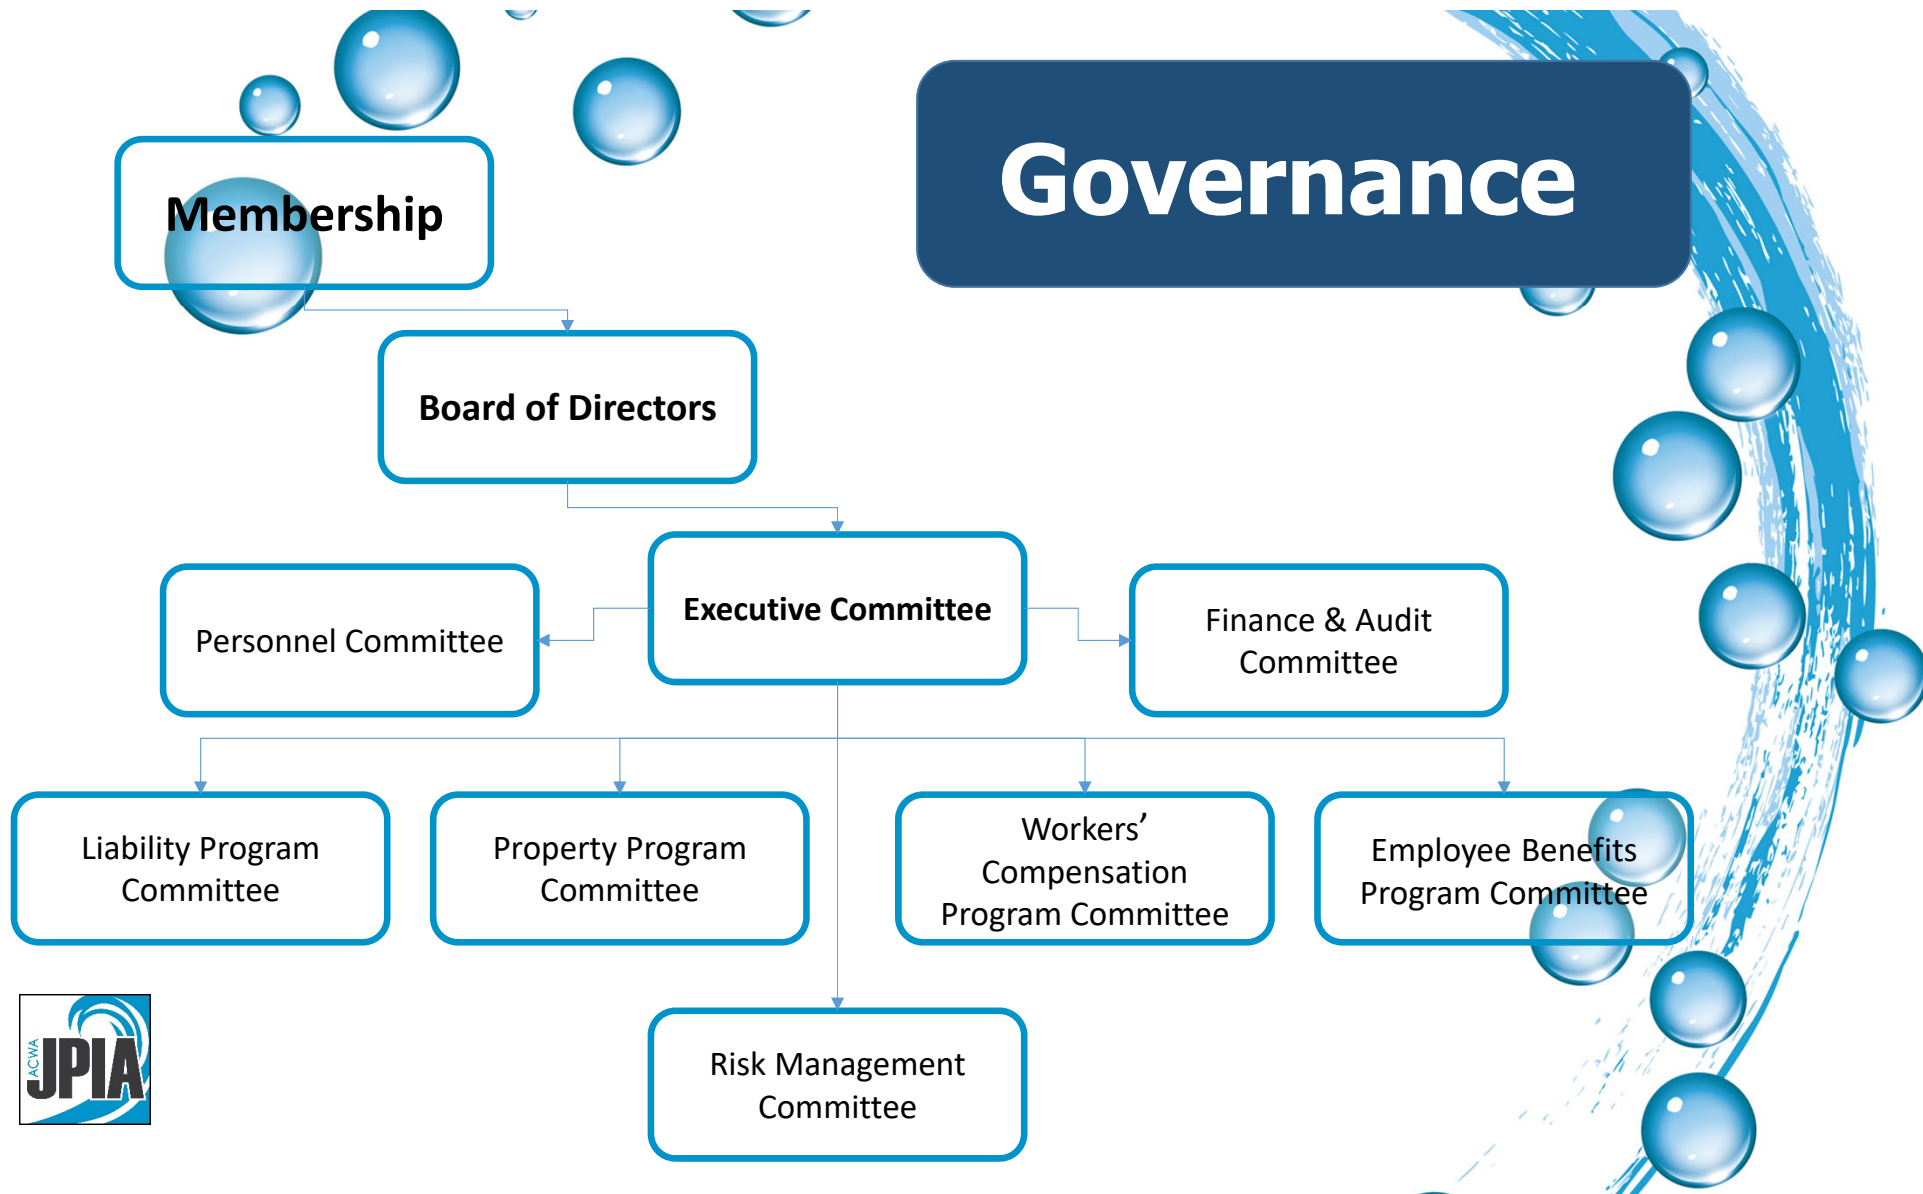 Governance
Membership
Board of Directors
Executive Committee
Personnel Committee
Finance & Audit
Committee
Liability Program
Committee
Property Program
Committee
Workers’
Compensation
Program Committee
Employee Benefits
Program Committee
Risk Management
Committee
ACWA
JPIA